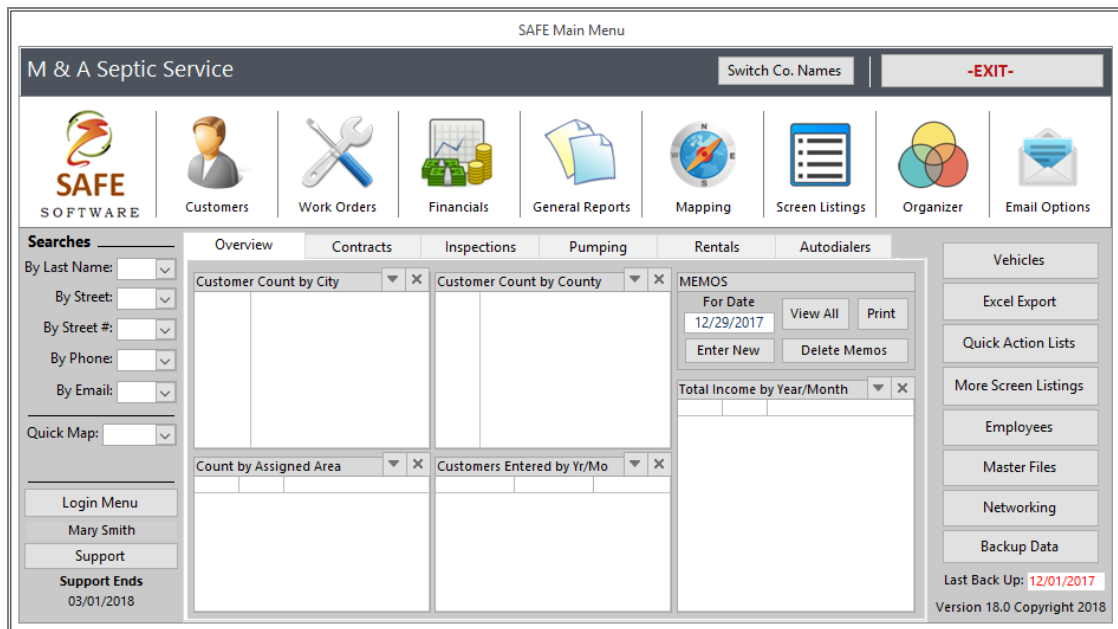 SAFE Main Menu
M & A Septic Service
Switch Co. Names
-EXIT-
SAFE
SOFTWARE
Customers
Work Orders
Financials
General Reports
N
W
E
S
Mapping
Screen Listings
Organizer
Email Options
Searches
By Last Name:
By Street:
By Street #:
By Phone:
By Email:
Quick Map:
Login Menu
Mary Smith
Support
Support Ends
03/01/2018
Overview
Contracts
Inspections
Pumping
Rentals
Autodialers
Customer Count by City
Customer Count by County
MEMOS
For Date
12/29/2017
View All
Print
Enter New
Delete Memos
Total Income by Year/Month
Count by Assigned Area
Customers Entered by Yr/Mo
Vehicles
Excel Export
Quick Action Lists
More Screen Listings
Employees
Master Files
Networking
Backup Data
Last Back Up: 12/01/2017
Version 18.0 Copyright 2018